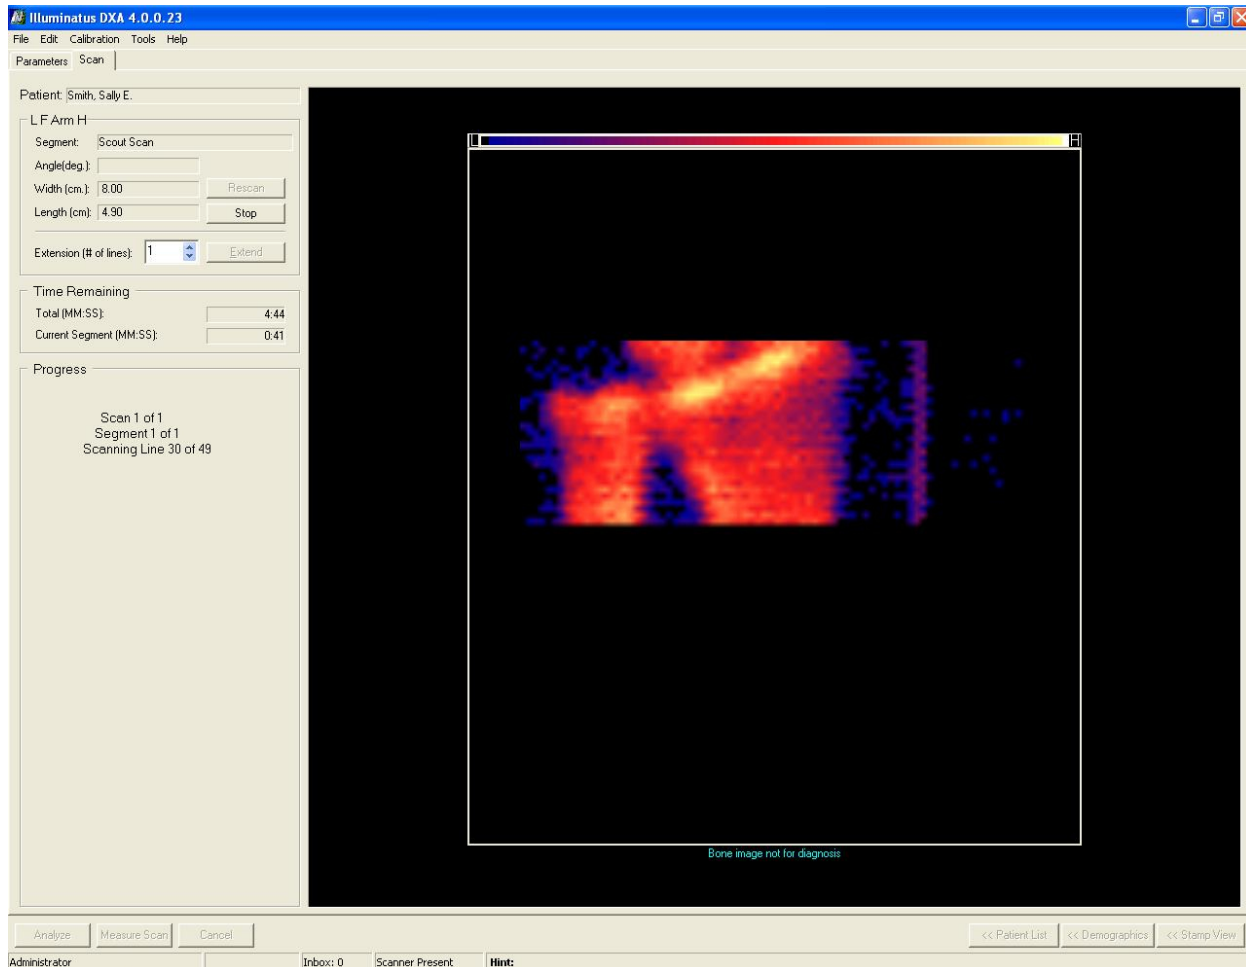 Illuminatus DXA 4.0.0.23
File Edit Calibration Tools Help
Parameters Scan
Patient: Smith, Sally E.
L F Arm H
Segment: Scout Scan
Angle(deg.):
Width (cm.): 8.00 Rescan
Length (cm): 4.90 Stop
Extension (# of lines): 1 Extend
Time Remaining
Total (MM:SS): 4:44
Current Segment (MM:SS): 0:41
Progress
Scan 1 of 1
Segment 1 of 1
Scanning Line 30 of 49
L H
Bone image not for diagnosis
Analyze Measure Scan Cancel << Patient List << Demographics << Stamp View
Administrator Inbox: 0 Scanner Present Hint: